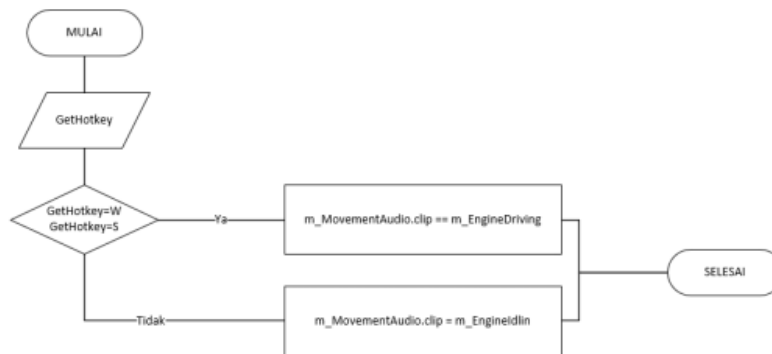 MULAI
GetHotkey
GetHotkey=W
GetHotkey=S
Ya
m_MovementAudio.clip == m_EngineDriving
SELESAI
Tidak
m_MovementAudio.clip = m_EngineIdlin